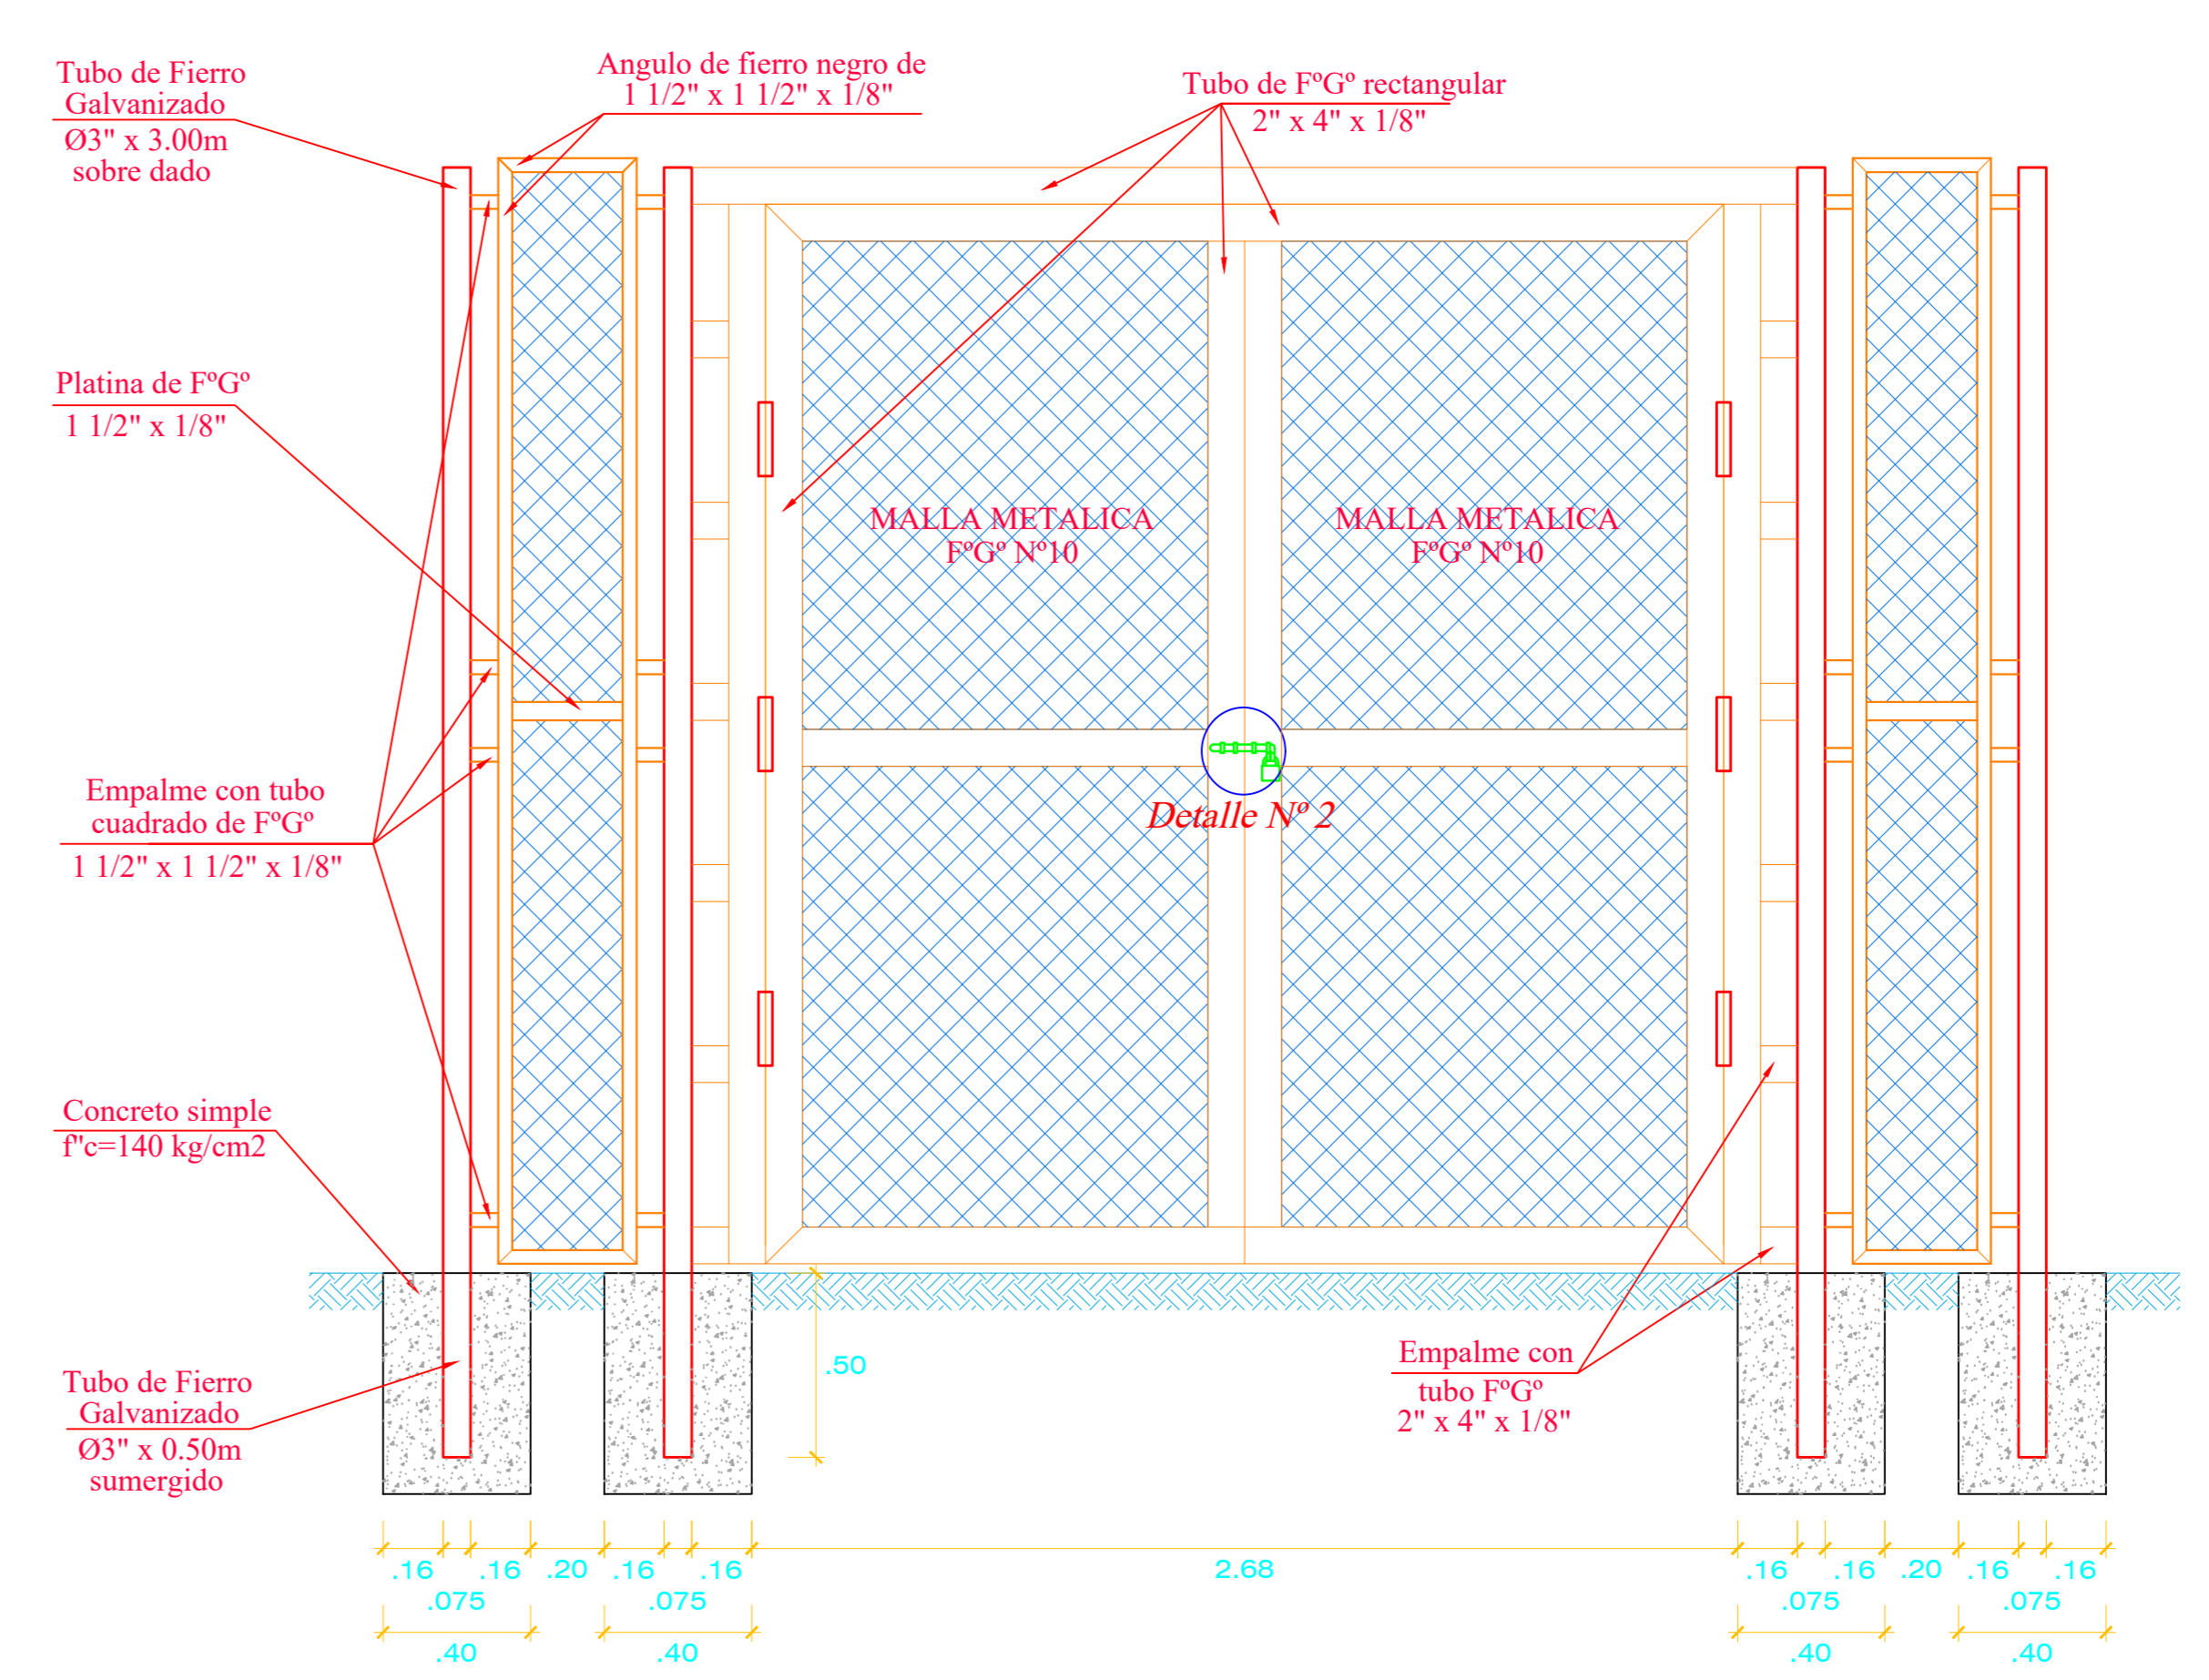 Tubo de Fierro
Galvanizado
Ø3" x 3.00m
sobre dado
Angulo de fierro negro de
1 1/2" x 1 1/2" x 1/8"
Tubo de FºGº rectangular
2" x 4" x 1/8"
Platina de FºGº
1 1/2" x 1/8"
MALLA METALICA
FºGº Nº10
MALLA METALICA
FºGº Nº10
Detalle Nº 2
Empalme con tubo
cuadrado de FºGº
1 1/2" x 1 1/2" x 1/8"
Concreto simple
f"c=140 kg/cm2
Tubo de Fierro
Galvanizado
Ø3" x 0.50m
sumergido
.50
Empalme con
tubo FºGº
2" x 4" x 1/8"
.16 .16 .20 .16 .16 2.68 .16 .16 .20 .16 .16
.075 .075 .075 .075
.40 .40 .40 .40